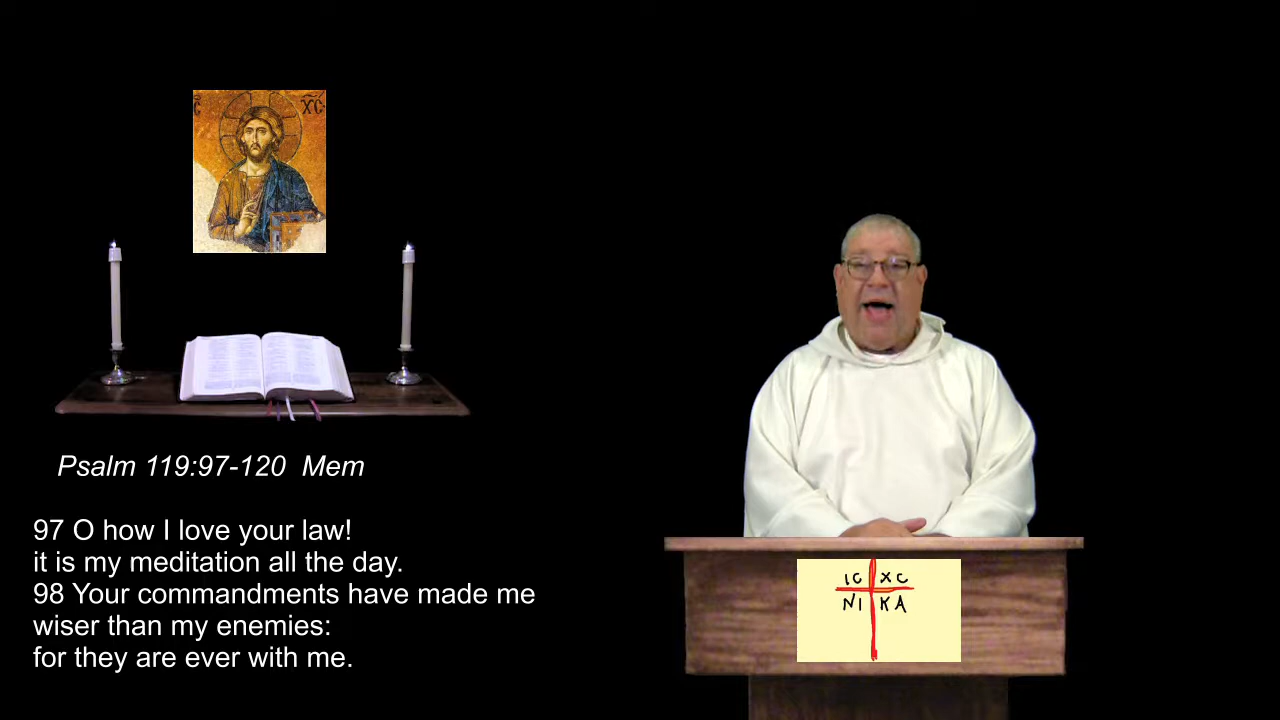 C XC
Psalm 119:97-120 Mem
97 O how I love your law!
it is my meditation all the day.
98 Your commandments have made me
wiser than my enemies:
for they are ever with me.
IC XC
NI KA